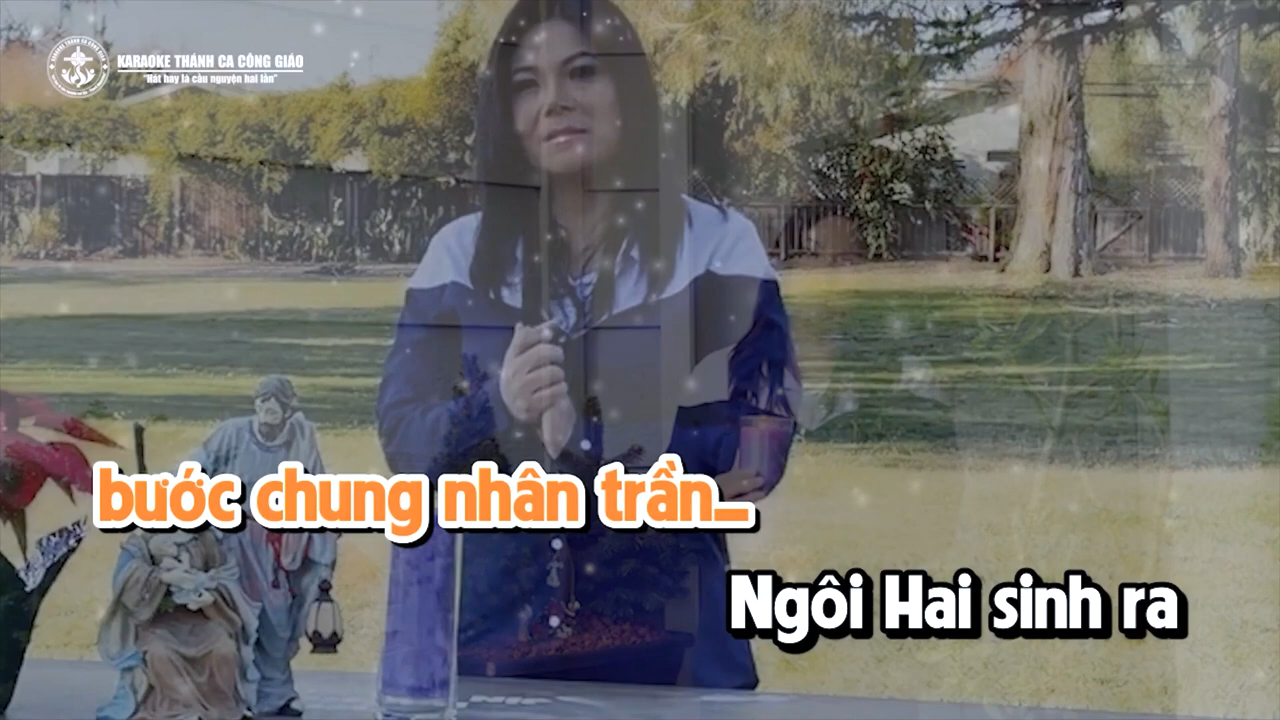 KARAOKE THÁNH CA CÔNG GIÁO
"Hát hay là cầu nguyện hai lần"
bước chung nhân trần...
Ngôi Hai sinh ra